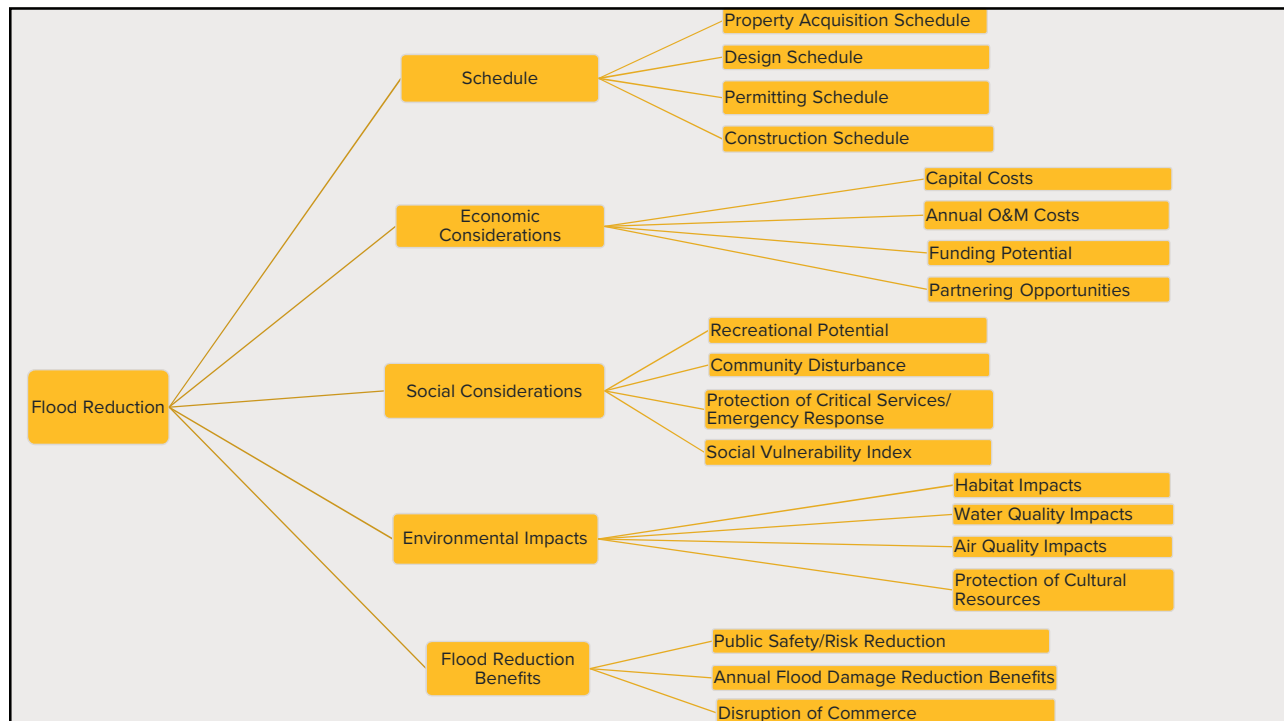 Property Acquisition Schedule
Design Schedule
Schedule
Permitting Schedule
Construction Schedule
Capital Costs
Economic
Considerations
Annual O&M Costs
Funding Potential
Partnering Opportunities
Recreational Potential
Community Disturbance
Flood Reduction
Social Considerations
Protection of Critical Services/
Emergency Response
Social Vulnerability Index
Habitat Impacts
Water Quality Impacts
Environmental Impacts
Air Quality Impacts
Protection of Cultural
Resources
Flood Reduction
Benefits
Public Safety/Risk Reduction
Annual Flood Damage Reduction Benefits
Disruption of Commerce